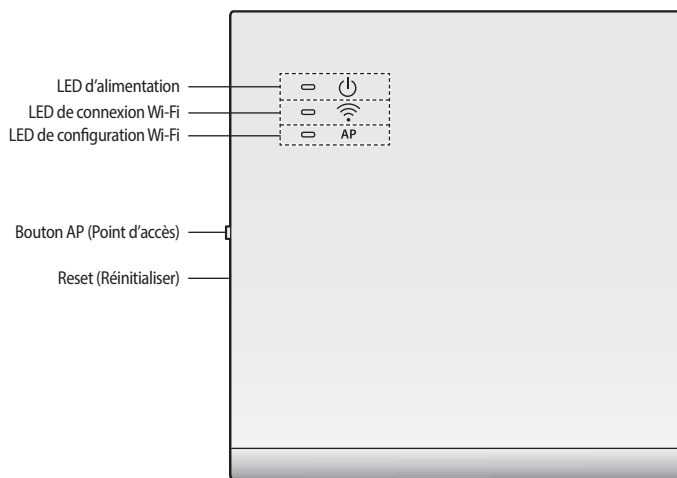 LED d’alimentation
LED de connexion Wi-Fi
LED de configuration Wi-Fi
AP
Bouton AP (Point d’accès)
Reset (Réinitialiser)